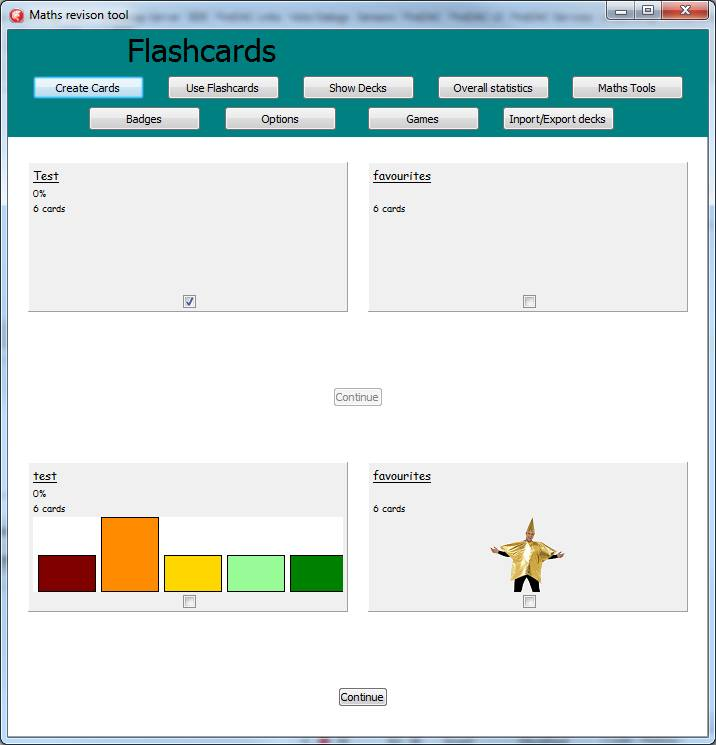 Maths revison tool
Flashcards
Create Cards Use Flashcards Show Decks Overall statistics Maths Tools
Badges Options Games Inport/Export decks
Test favourites
0%
6 cards 6 cards
Continue
test favourites
0%
6 cards 6 cards
Continue